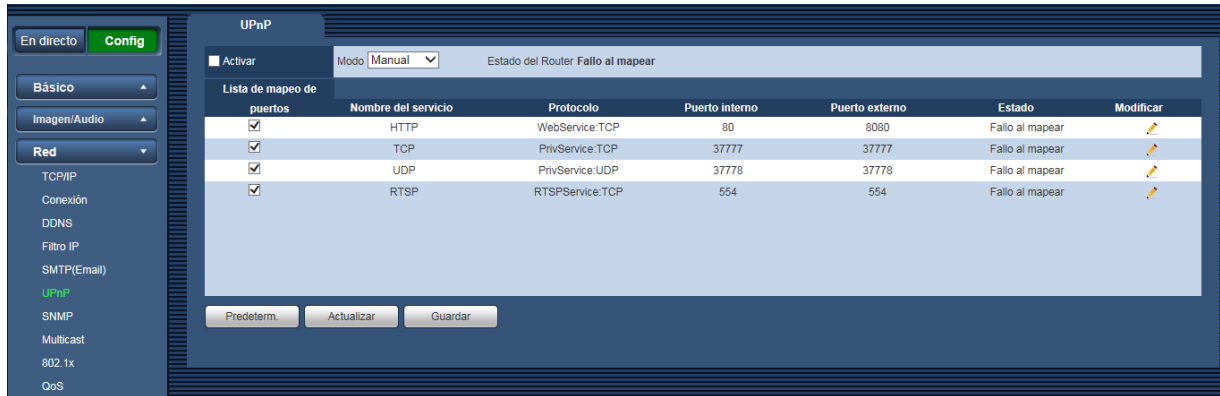 En directo Config
UPnP
Activar Modo Manual Estado del Router Fallo al mapear
Básico
Imagen/Audio
Red
TCP/IP
Conexión
DDNS
Filtro IP
SMTP(Email)
UPnP
SNMP
Multicast
802.1x
QoS
Lista de mapeo de
puertos Nombre del servicio Protocolo Puerto interno Puerto externo Estado Modificar
HTTP WebService:TCP 80 8080 Fallo al mapear
TCP PrivService:TCP 37777 37777 Fallo al mapear
UDP PrivService:UDP 37778 37778 Fallo al mapear
RTSP RTSPService:TCP 554 554 Fallo al mapear
Predeterm. Actualizar Guardar